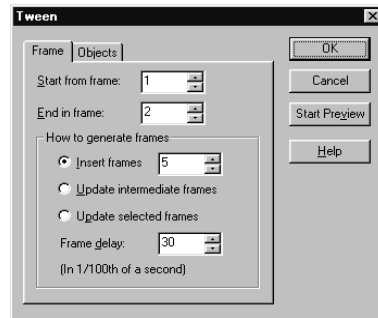 Tween
Frame
Objects
OK
Start from frame: 1
Cancel
End in frame: 2
Start Preview
How to generate frames
Help
Insert frames 5
Update intermediate frames
Update selected frames
Frame delay: 30
(In 1/100th of a second)